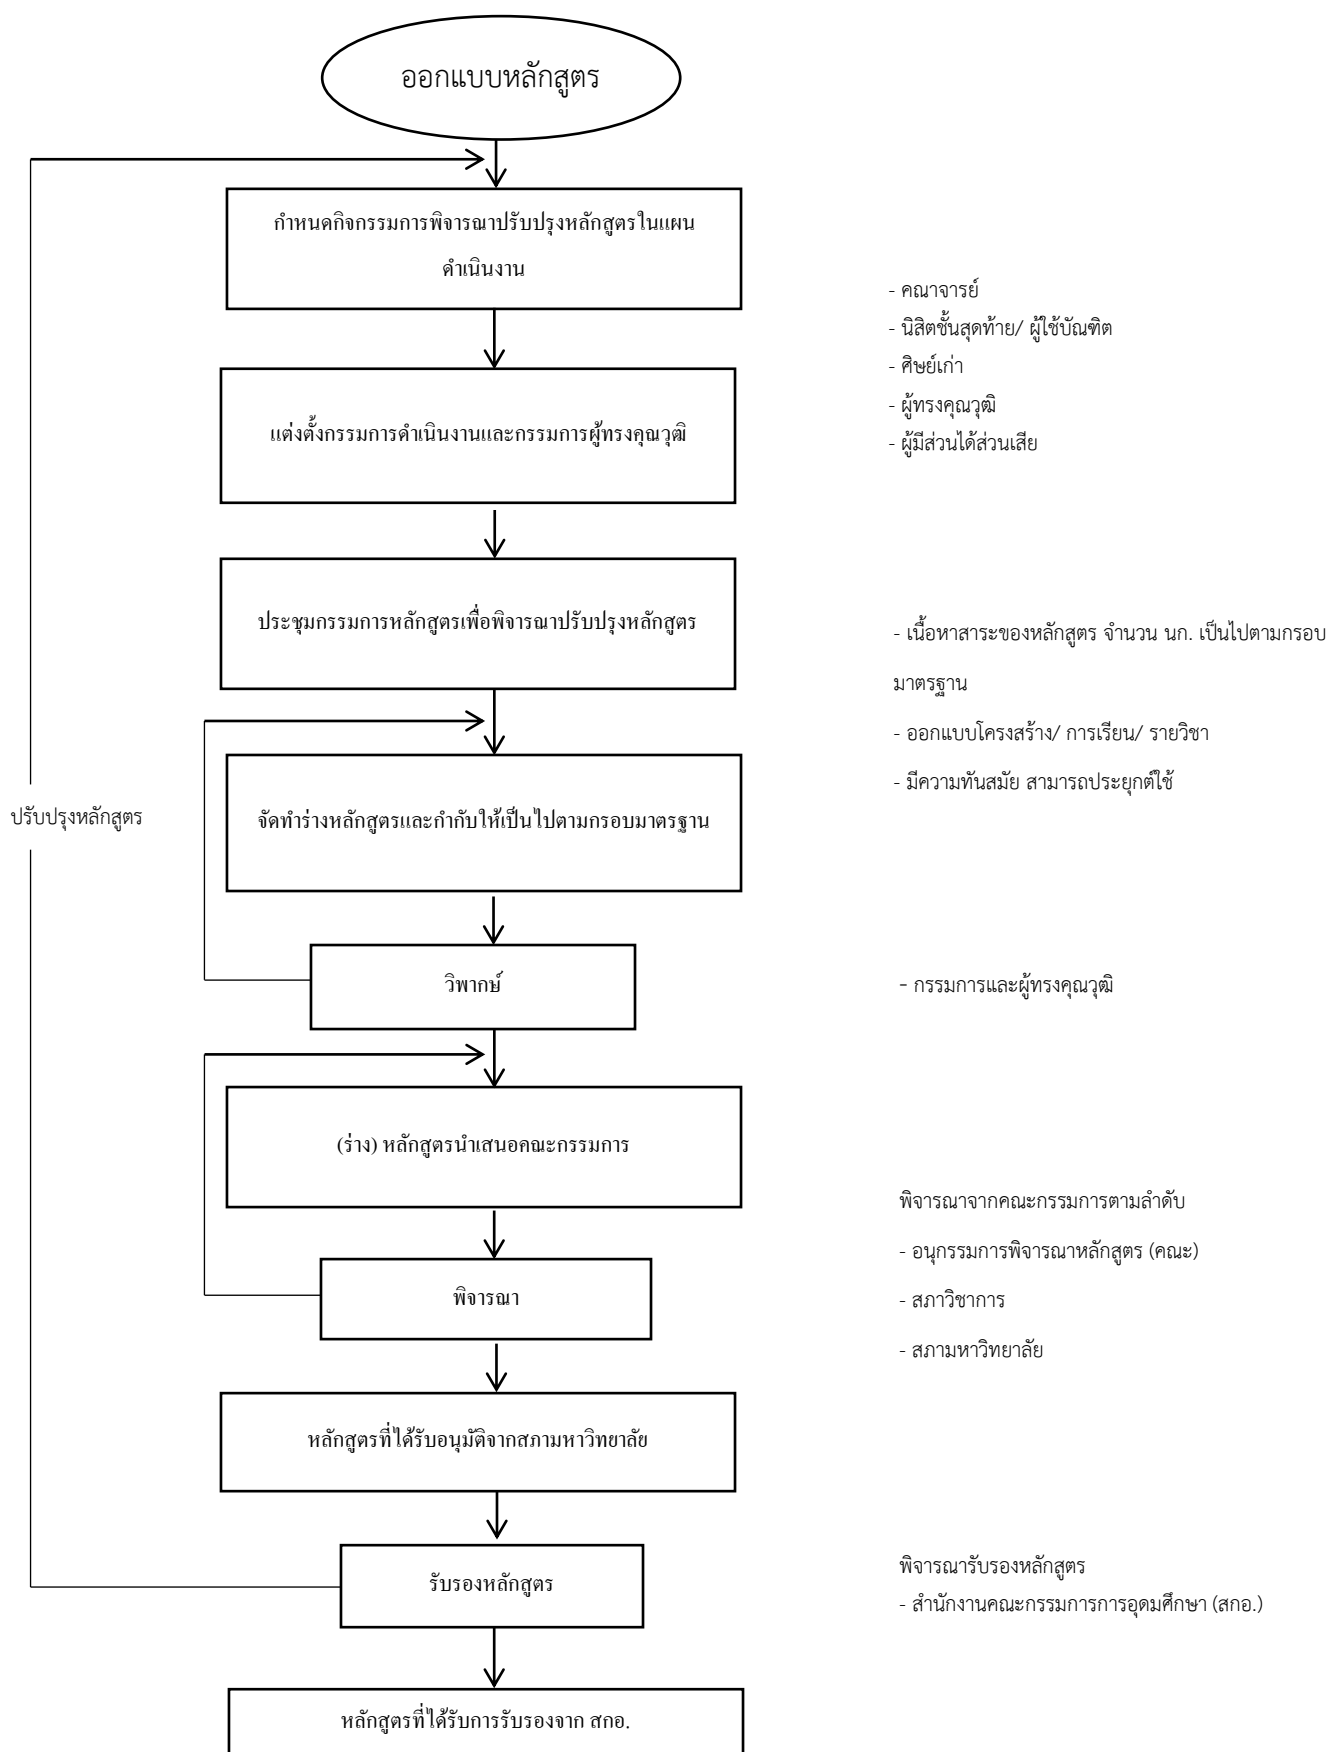 ออกแบบหลักสูตร
กำหนดกิจกรรมการพิจารณาปรับปรุงหลักสูตรในแผน
ดำเนินงาน
- คณาจารย์
- นิสิตชั้นสุดท้าย/ ผู้ใช้บัณฑิต
- ศิษย์เก่า
- ผู้ทรงคุณวุฒิ
- ผู้มีส่วนได้ส่วนเสีย
แต่งตั้งกรรมการดำเนินงานและกรรมการผู้ทรงคุณวุฒิ
ประชุมกรรมการหลักสูตรเพื่อพิจารณาปรับปรุงหลักสูตร
- เนื้อหาสาระของหลักสูตร จำนวน นก. เป็นไปตามกรอบ
มาตรฐาน
- ออกแบบโครงสร้าง/ การเรียน/ รายวิชา
- มีความทันสมัย สามารถประยุกต์ใช้
ปรับปรุงหลักสูตร
จัดทำร่างหลักสูตรและกำกับให้เป็นไปตามกรอบมาตรฐาน
วิพากษ์
- กรรมการและผู้ทรงคุณวุฒิ
(ร่าง) หลักสูตรนำเสนอคณะกรรมการ
พิจารณาจากคณะกรรมการตามลำดับ
- อนุกรรมการพิจารณาหลักสูตร (คณะ)
- สภาวิชาการ
- สภามหาวิทยาลัย
พิจารณา
หลักสูตรที่ได้รับอนุมัติจากสภามหาวิทยาลัย
รับรองหลักสูตร
พิจารณารับรองหลักสูตร
- สำนักงานคณะกรรมการการอุดมศึกษา (สกอ.)
หลักสูตรที่ได้รับการรับรองจาก สกอ.